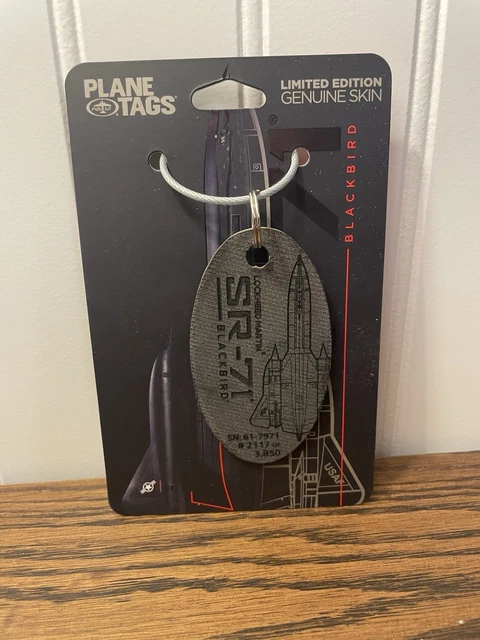 PLANE
TAGS
LIMITED EDITION
GENUINE SKIN
BLACKBIRD
LOCKHEED MARTIN
SR-71
BLACKBIRD
SN: 61-7971
# 2117 OF
3,850
USAF